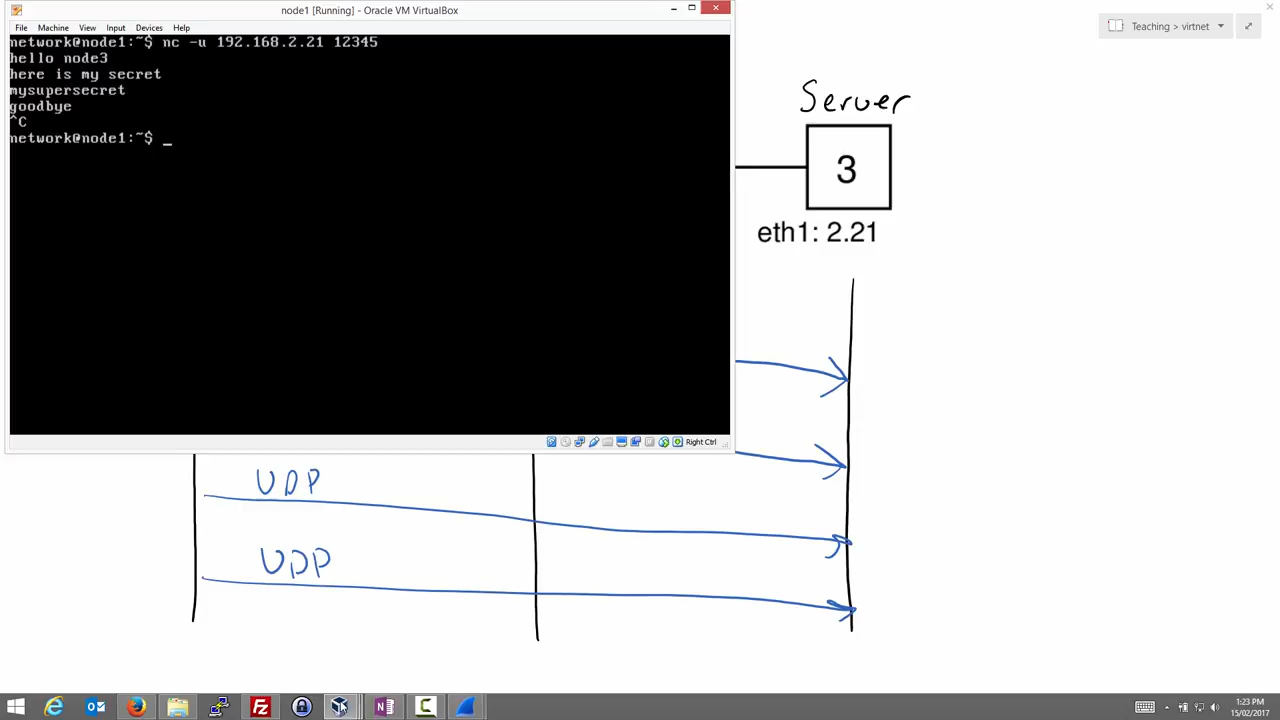 node1 [Running] - Oracle VM VirtualBox
File Machine View Input Devices Help
network@node1:~$ nc -u 192.168.2.21 12345
hello node3
here is my secret
mysupersecret
goodbye
^C
network@node1:~$ _
Right Ctrl
Teaching > virtnet
Server
3
eth1: 2.21
UDP
UDP
1:23 PM
15/02/2017